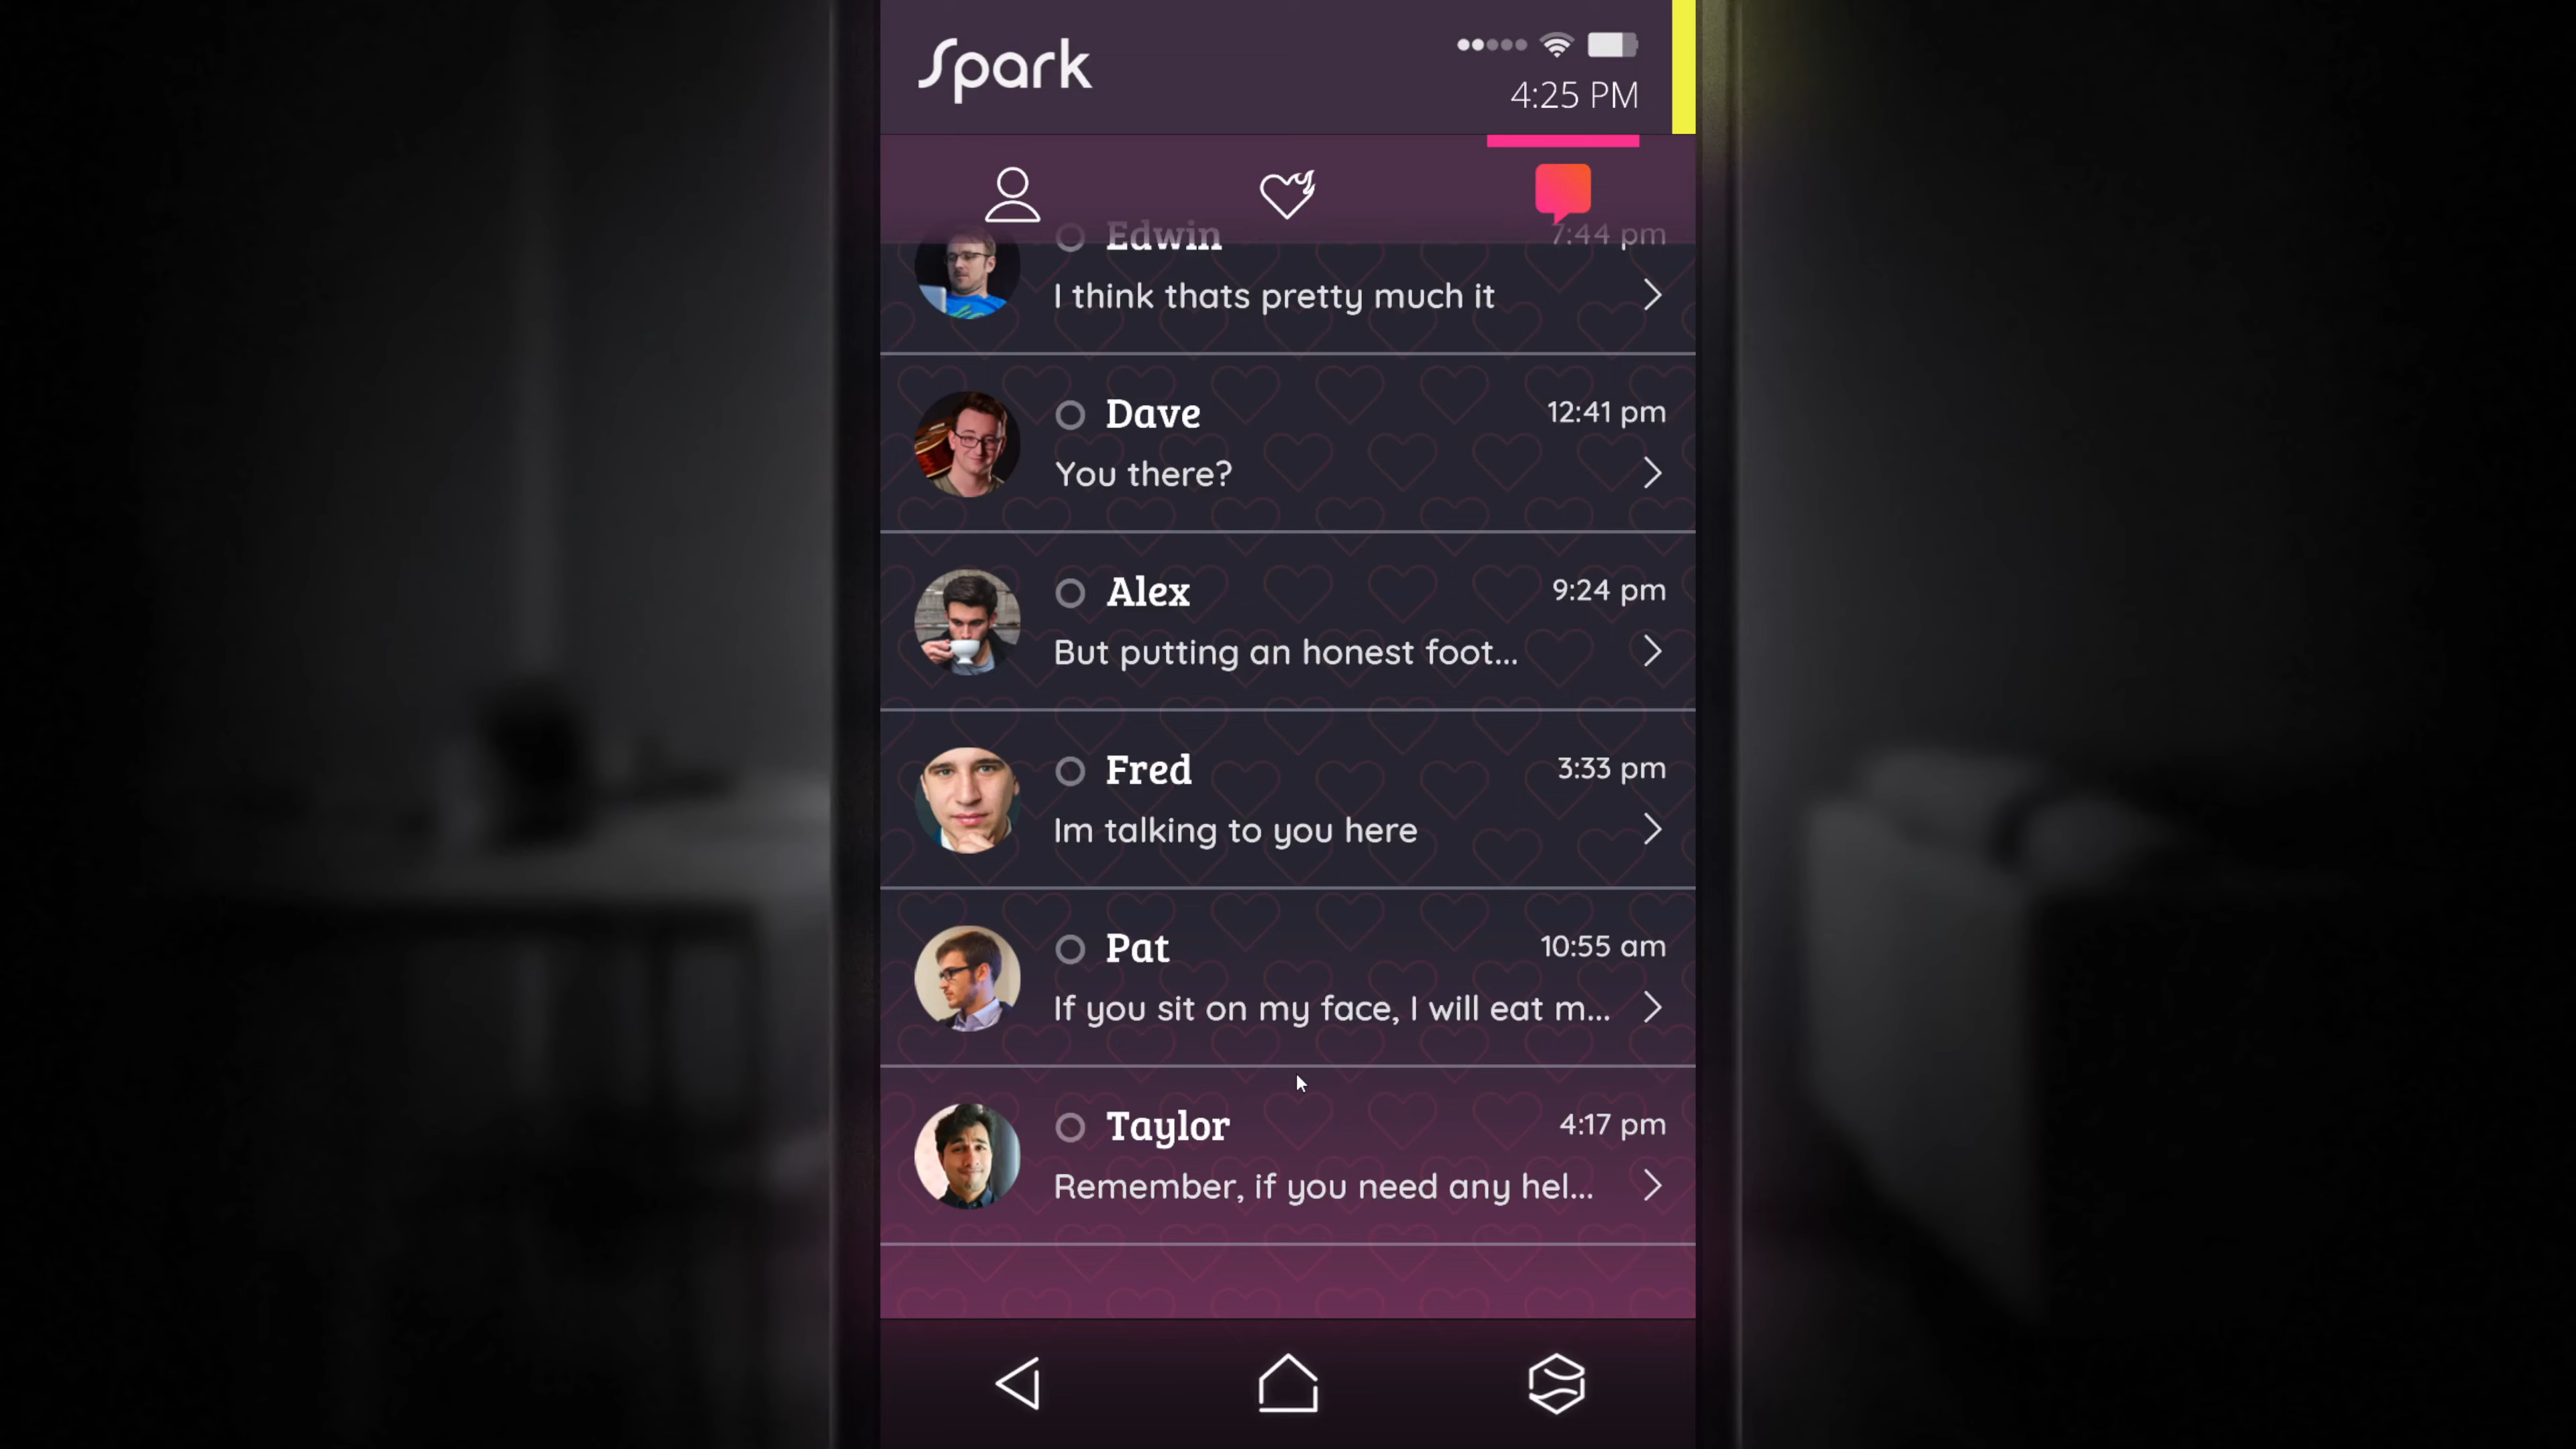 Spark
4:25 PM
Edwin 7:44 pm
I think thats pretty much it
Dave 12:41 pm
You there?
Alex 9:24 pm
But putting an honest foot...
Fred 3:33 pm
Im talking to you here
Pat 10:55 am
If you sit on my face, I will eat m...
Taylor 4:17 pm
Remember, if you need any hel...